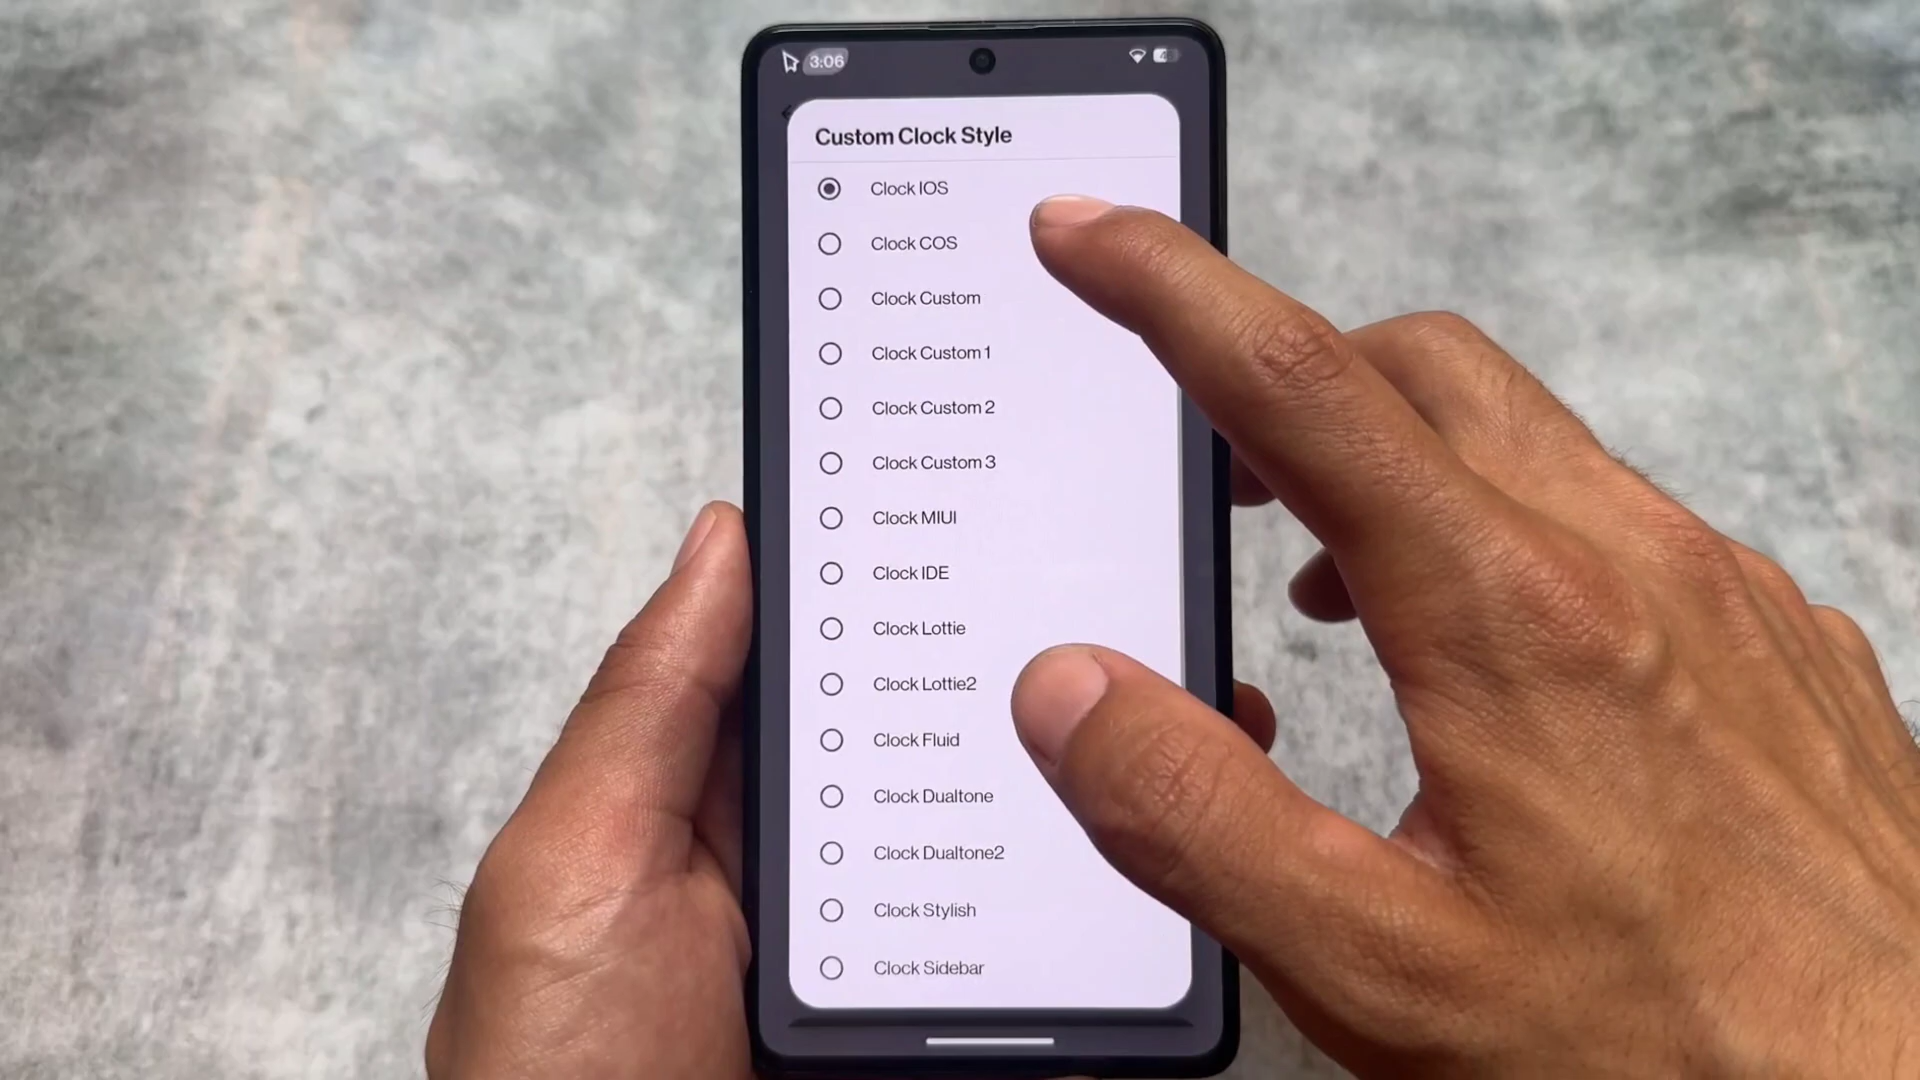 3:06
Custom Clock Style
Clock IOS
Clock COS
Clock Custom
Clock Custom 1
Clock Custom 2
Clock Custom 3
Clock MIUI
Clock IDE
Clock Lottie
Clock Lottie2
Clock Fluid
Clock Dualtone
Clock Dualtone2
Clock Stylish
Clock Sidebar